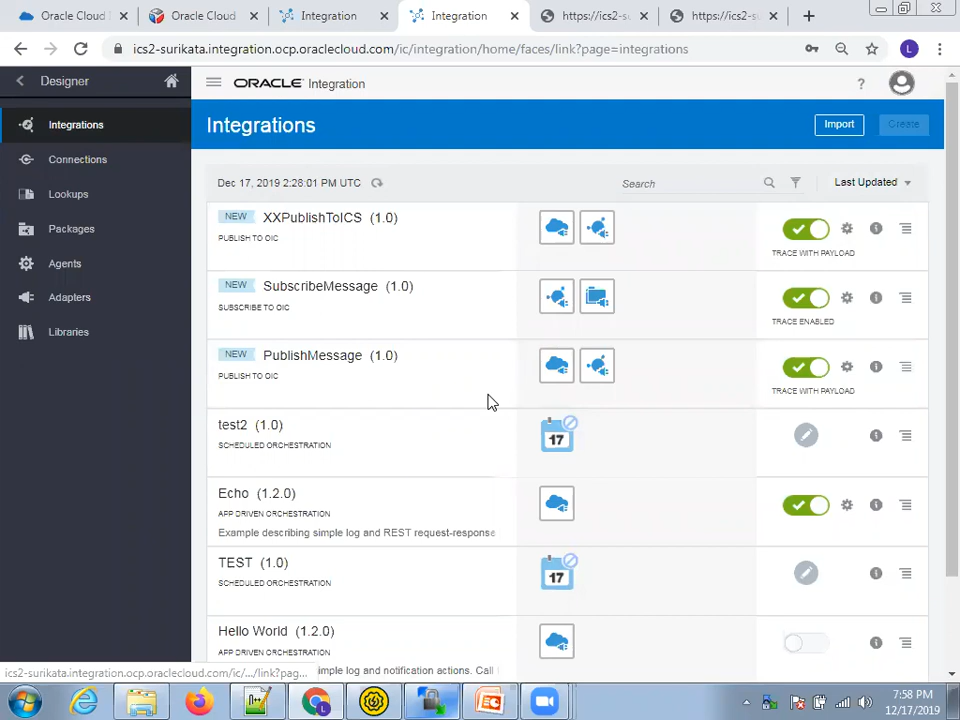 Oracle Cloud
Oracle Cloud
Integration
Integration
https://ics2-s
https://ics2-su
ics2-surikata.integration.ocp.oraclecloud.com/ic/integration/home/faces/link?page=integrations
L
Designer
ORACLE Integration
?
Integrations
Connections
Lookups
Packages
Agents
Adapters
Libraries
Integrations
Import
Create
Dec 17, 2019 2:28:01 PM UTC
Search
Last Updated
NEW XXPublishToICS (1.0)
PUBLISH TO OIC
TRACE WITH PAYLOAD
NEW SubscribeMessage (1.0)
SUBSCRIBE TO OIC
TRACE ENABLED
NEW PublishMessage (1.0)
PUBLISH TO OIC
TRACE WITH PAYLOAD
test2 (1.0)
SCHEDULED ORCHESTRATION
17
Echo (1.2.0)
APP DRIVEN ORCHESTRATION
Example describing simple log and REST request-response
TEST (1.0)
SCHEDULED ORCHESTRATION
17
Hello World (1.2.0)
APP DRIVEN ORCHESTRATION
imple log and notification actions. Call
ics2-surikata.integration.ocp.oraclecloud.com/ic/.../link?pag...
7:58 PM
12/17/2019